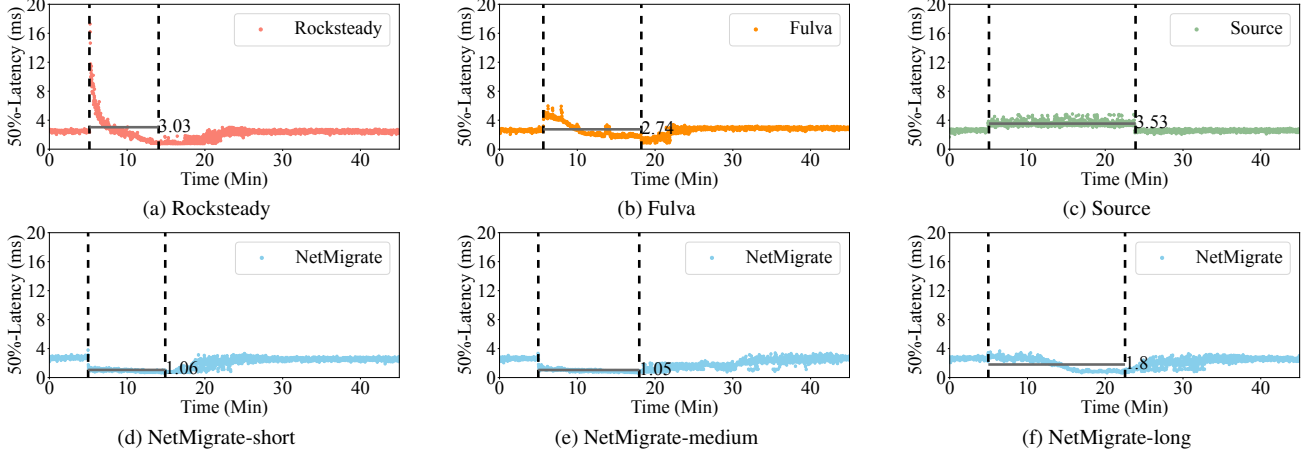 20
16
12
8
4
0
50%-Latency (ms)
Rocksteady
3.03
0 10 20 30 40
Time (Min)
(a) Rocksteady
20
16
12
8
4
0
50%-Latency (ms)
Fulva
2.74
0 10 20 30 40
Time (Min)
(b) Fulva
20
16
12
8
4
0
50%-Latency (ms)
Source
3.53
0 10 20 30 40
Time (Min)
(c) Source
20
16
12
8
4
0
50%-Latency (ms)
NetMigrate
1.06
0 10 20 30 40
Time (Min)
(d) NetMigrate-short
20
16
12
8
4
0
50%-Latency (ms)
NetMigrate
1.05
0 10 20 30 40
Time (Min)
(e) NetMigrate-medium
20
16
12
8
4
0
50%-Latency (ms)
NetMigrate
1.8
0 10 20 30 40
Time (Min)
(f) NetMigrate-long